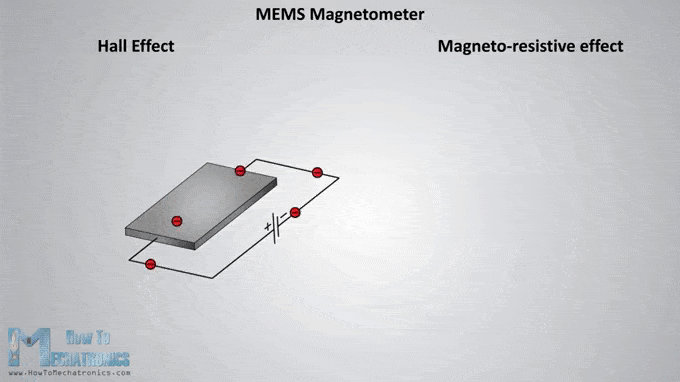 MEMS Magnetometer
Hall Effect
Magneto-resistive effect
+ −
How To
Mechatronics
www.HowToMechatronics.com